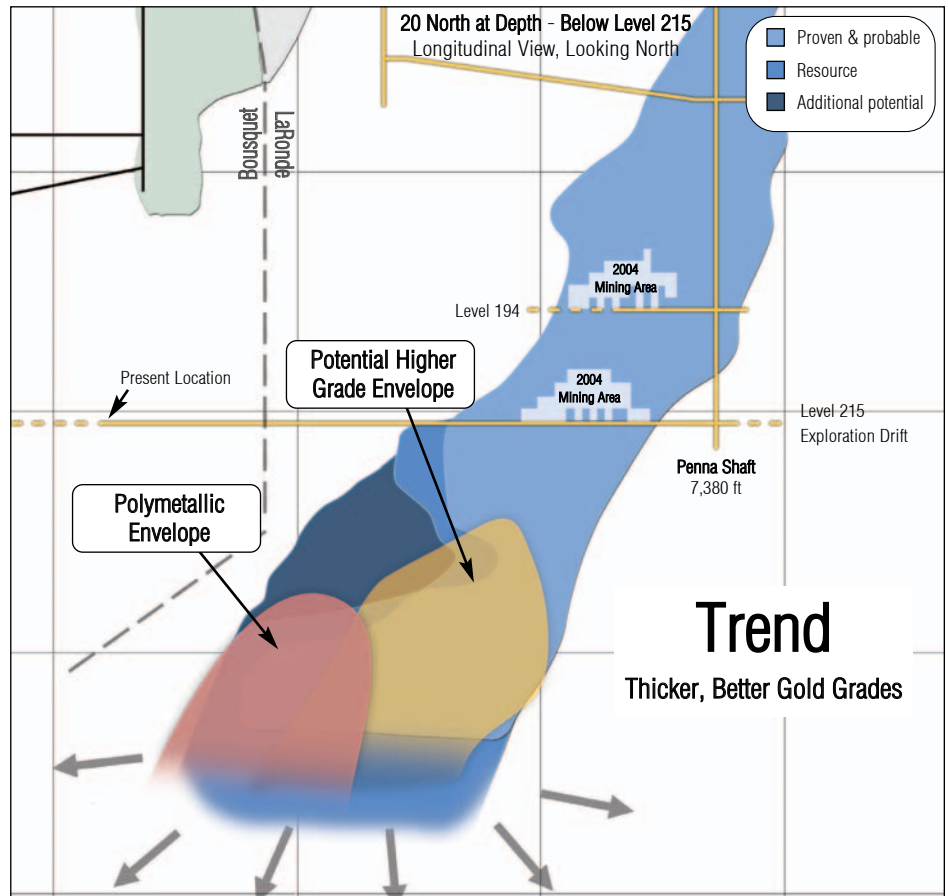 20 North at Depth - Below Level 215
Longitudinal View, Looking North
Proven & probable
Resource
Additional potential
Bousquet
LaRonde
2004
Mining Area
Level 194
Potential Higher
Grade Envelope
Present Location
2004
Mining Area
Level 215
Exploration Drift
Penna Shaft
7,380 ft
Polymetallic
Envelope
Trend
Thicker, Better Gold Grades